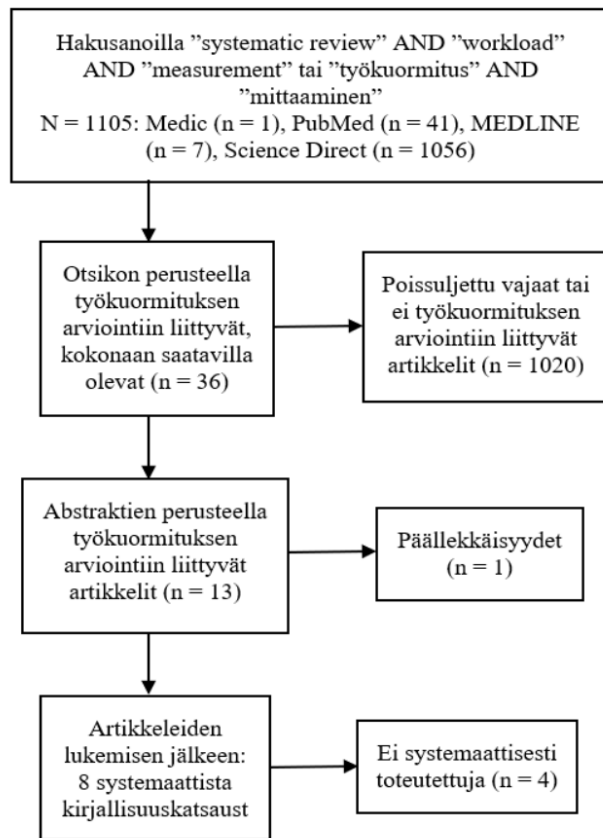 Hakusanoilla ”systematic review” AND ”workload”
AND ”measurement” tai ”työkuormitus” AND
”mittaaminen”
N = 1105: Medic (n = 1), PubMed (n = 41), MEDLINE
(n = 7), Science Direct (n = 1056)
Otsikon perusteella
työkuormituksen
arviointiin liittyvät,
kokonaan saatavilla
olevat (n = 36)
Poissuljettu vajaat tai
ei työkuormituksen
arviointiin liittyvät
artikkelit (n = 1020)
Abstraktien perusteella
työkuormituksen
arviointiin liittyvät
artikkelit (n = 13)
Päällekkäisyydet
(n = 1)
Artikkeleiden
lukemisen jälkeen:
8 systemaattista
kirjallisuuskatsaust
Ei systemaattisesti
toteutettuja (n = 4)